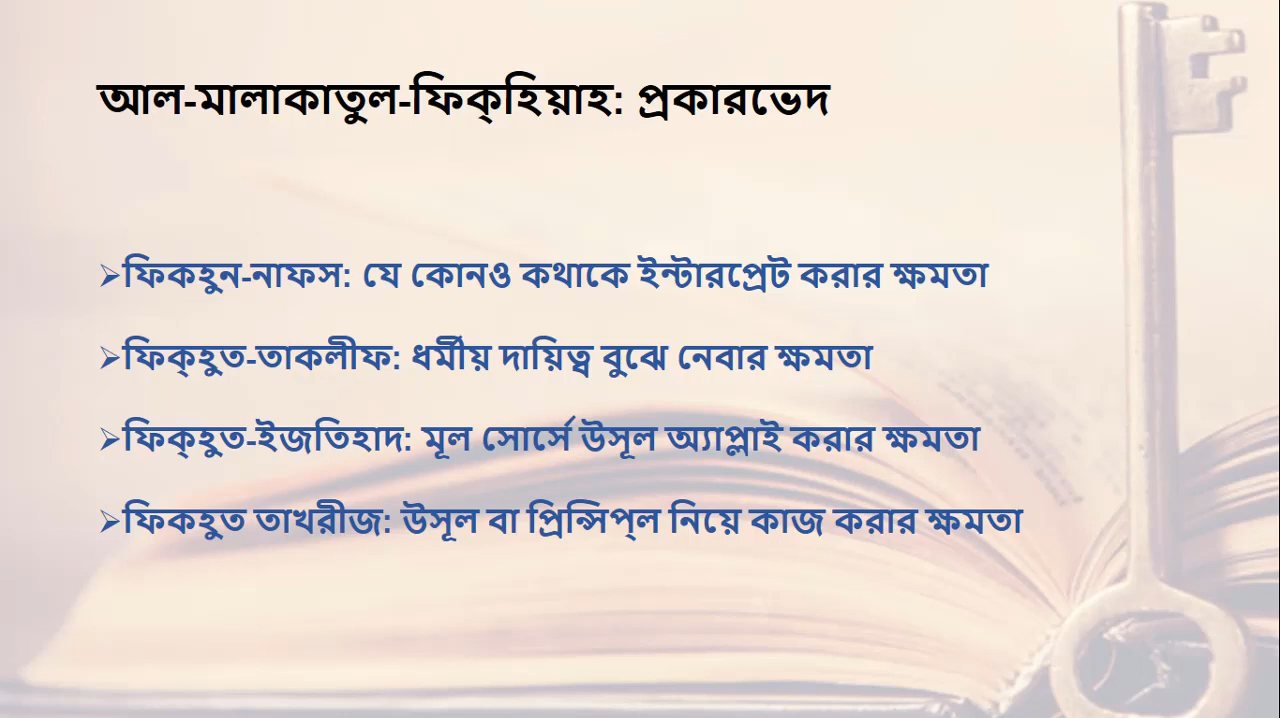 আল-মালাকাতুল-ফিক্‌হিয়াহ: প্রকারভেদ
➢ফিকহুন-নাফস: যে কোনও কথাকে ইন্টারপ্রেট করার ক্ষমতা
➢ফিক্‌হুত-তাকলীফ: ধর্মীয় দায়িত্ব বুঝে নেবার ক্ষমতা
➢ফিক্‌হুত-ইজতিহাদ: মূল সোর্সে উসূল অ্যাপ্লাই করার ক্ষমতা
➢ফিকহুত তাখরীজ: উসূল বা প্রিন্সিপ্‌ল নিয়ে কাজ করার ক্ষমতা